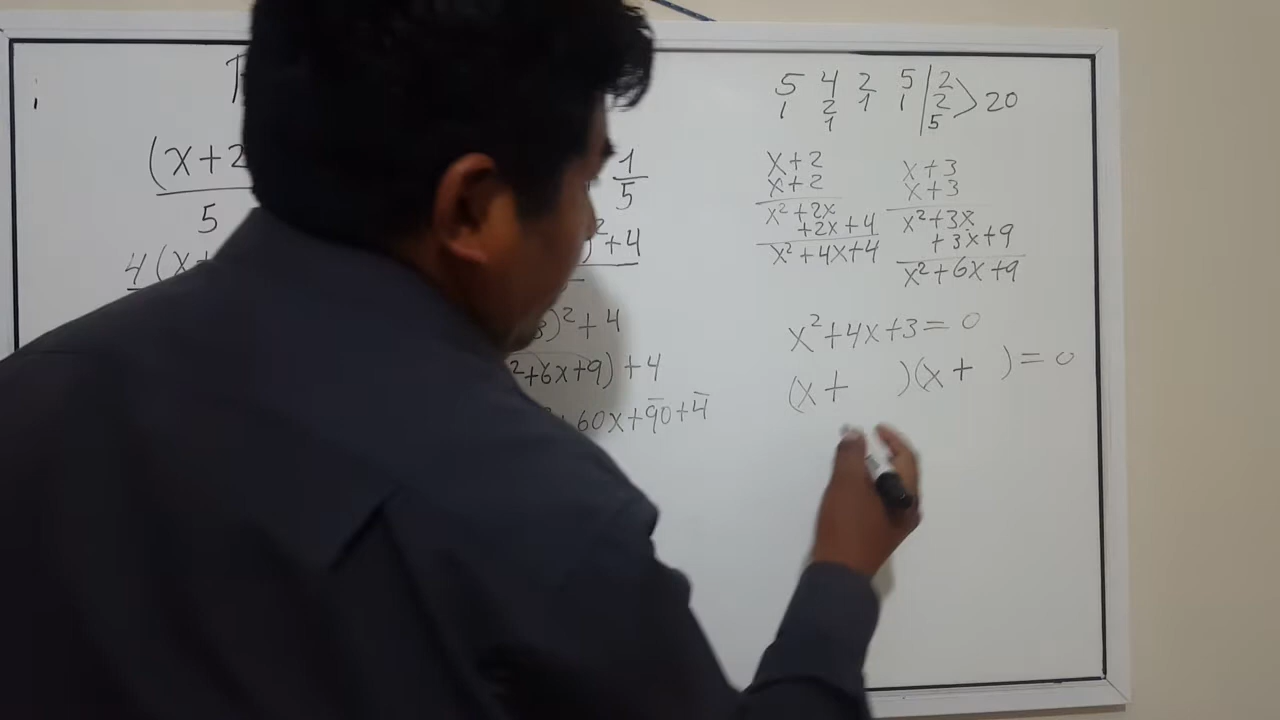 (x+2
5
4(x+
1
5
)²+4
3)²+4
²+6x+9)+4
60x+90+4
5 4 2 5 | 2
1 2 1 1 | 2 > 20
1 | 5
x+2
x+2
x²+2x
+2x+4
x²+4x+4
x+3
x+3
x²+3x
+3x+9
x²+6x+9
x²+4x+3=0
(x+ )(x+ )=0